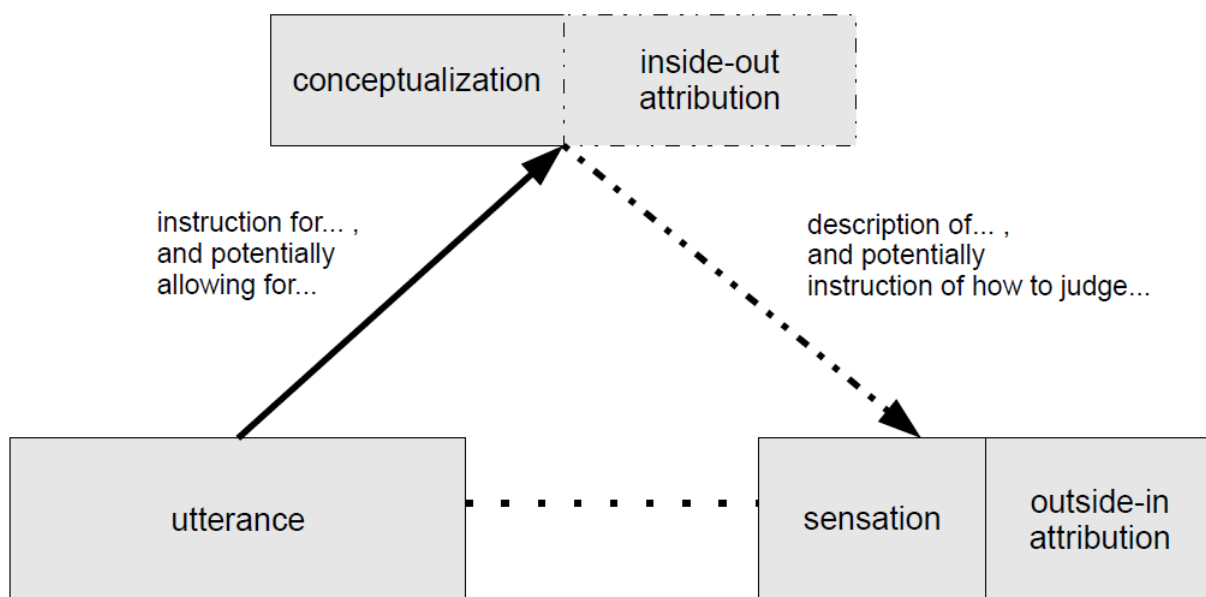 conceptualization
inside-out
attribution
instruction for... ,
and potentially
allowing for...
description of... ,
and potentially
instruction of how to judge...
utterance
sensation
outside-in
attribution